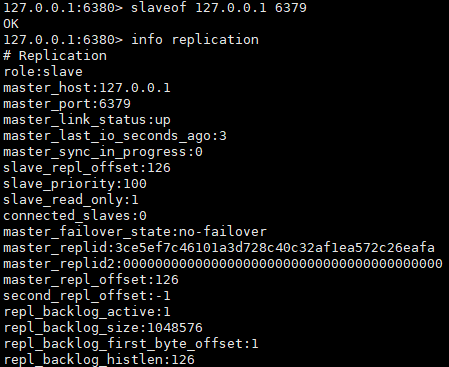 127.0.0.1:6380> slaveof 127.0.0.1 6379
OK
127.0.0.1:6380> info replication
# Replication
role:slave
master_host:127.0.0.1
master_port:6379
master_link_status:up
master_last_io_seconds_ago:3
master_sync_in_progress:0
slave_repl_offset:126
slave_priority:100
slave_read_only:1
connected_slaves:0
master_failover_state:no-failover
master_replid:3ce5ef7c46101a3d728c40c32af1ea572c26eafa
master_replid2:0000000000000000000000000000000000000000
master_repl_offset:126
second_repl_offset:-1
repl_backlog_active:1
repl_backlog_size:1048576
repl_backlog_first_byte_offset:1
repl_backlog_histlen:126